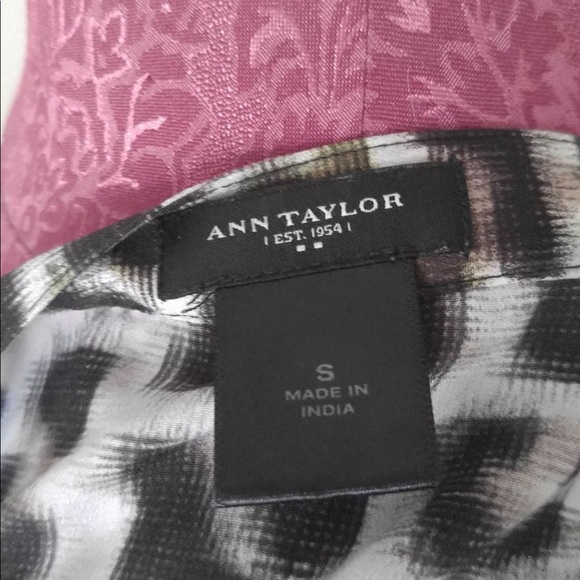 ANN TAYLOR
EST. 1954
S
MADE IN
INDIA